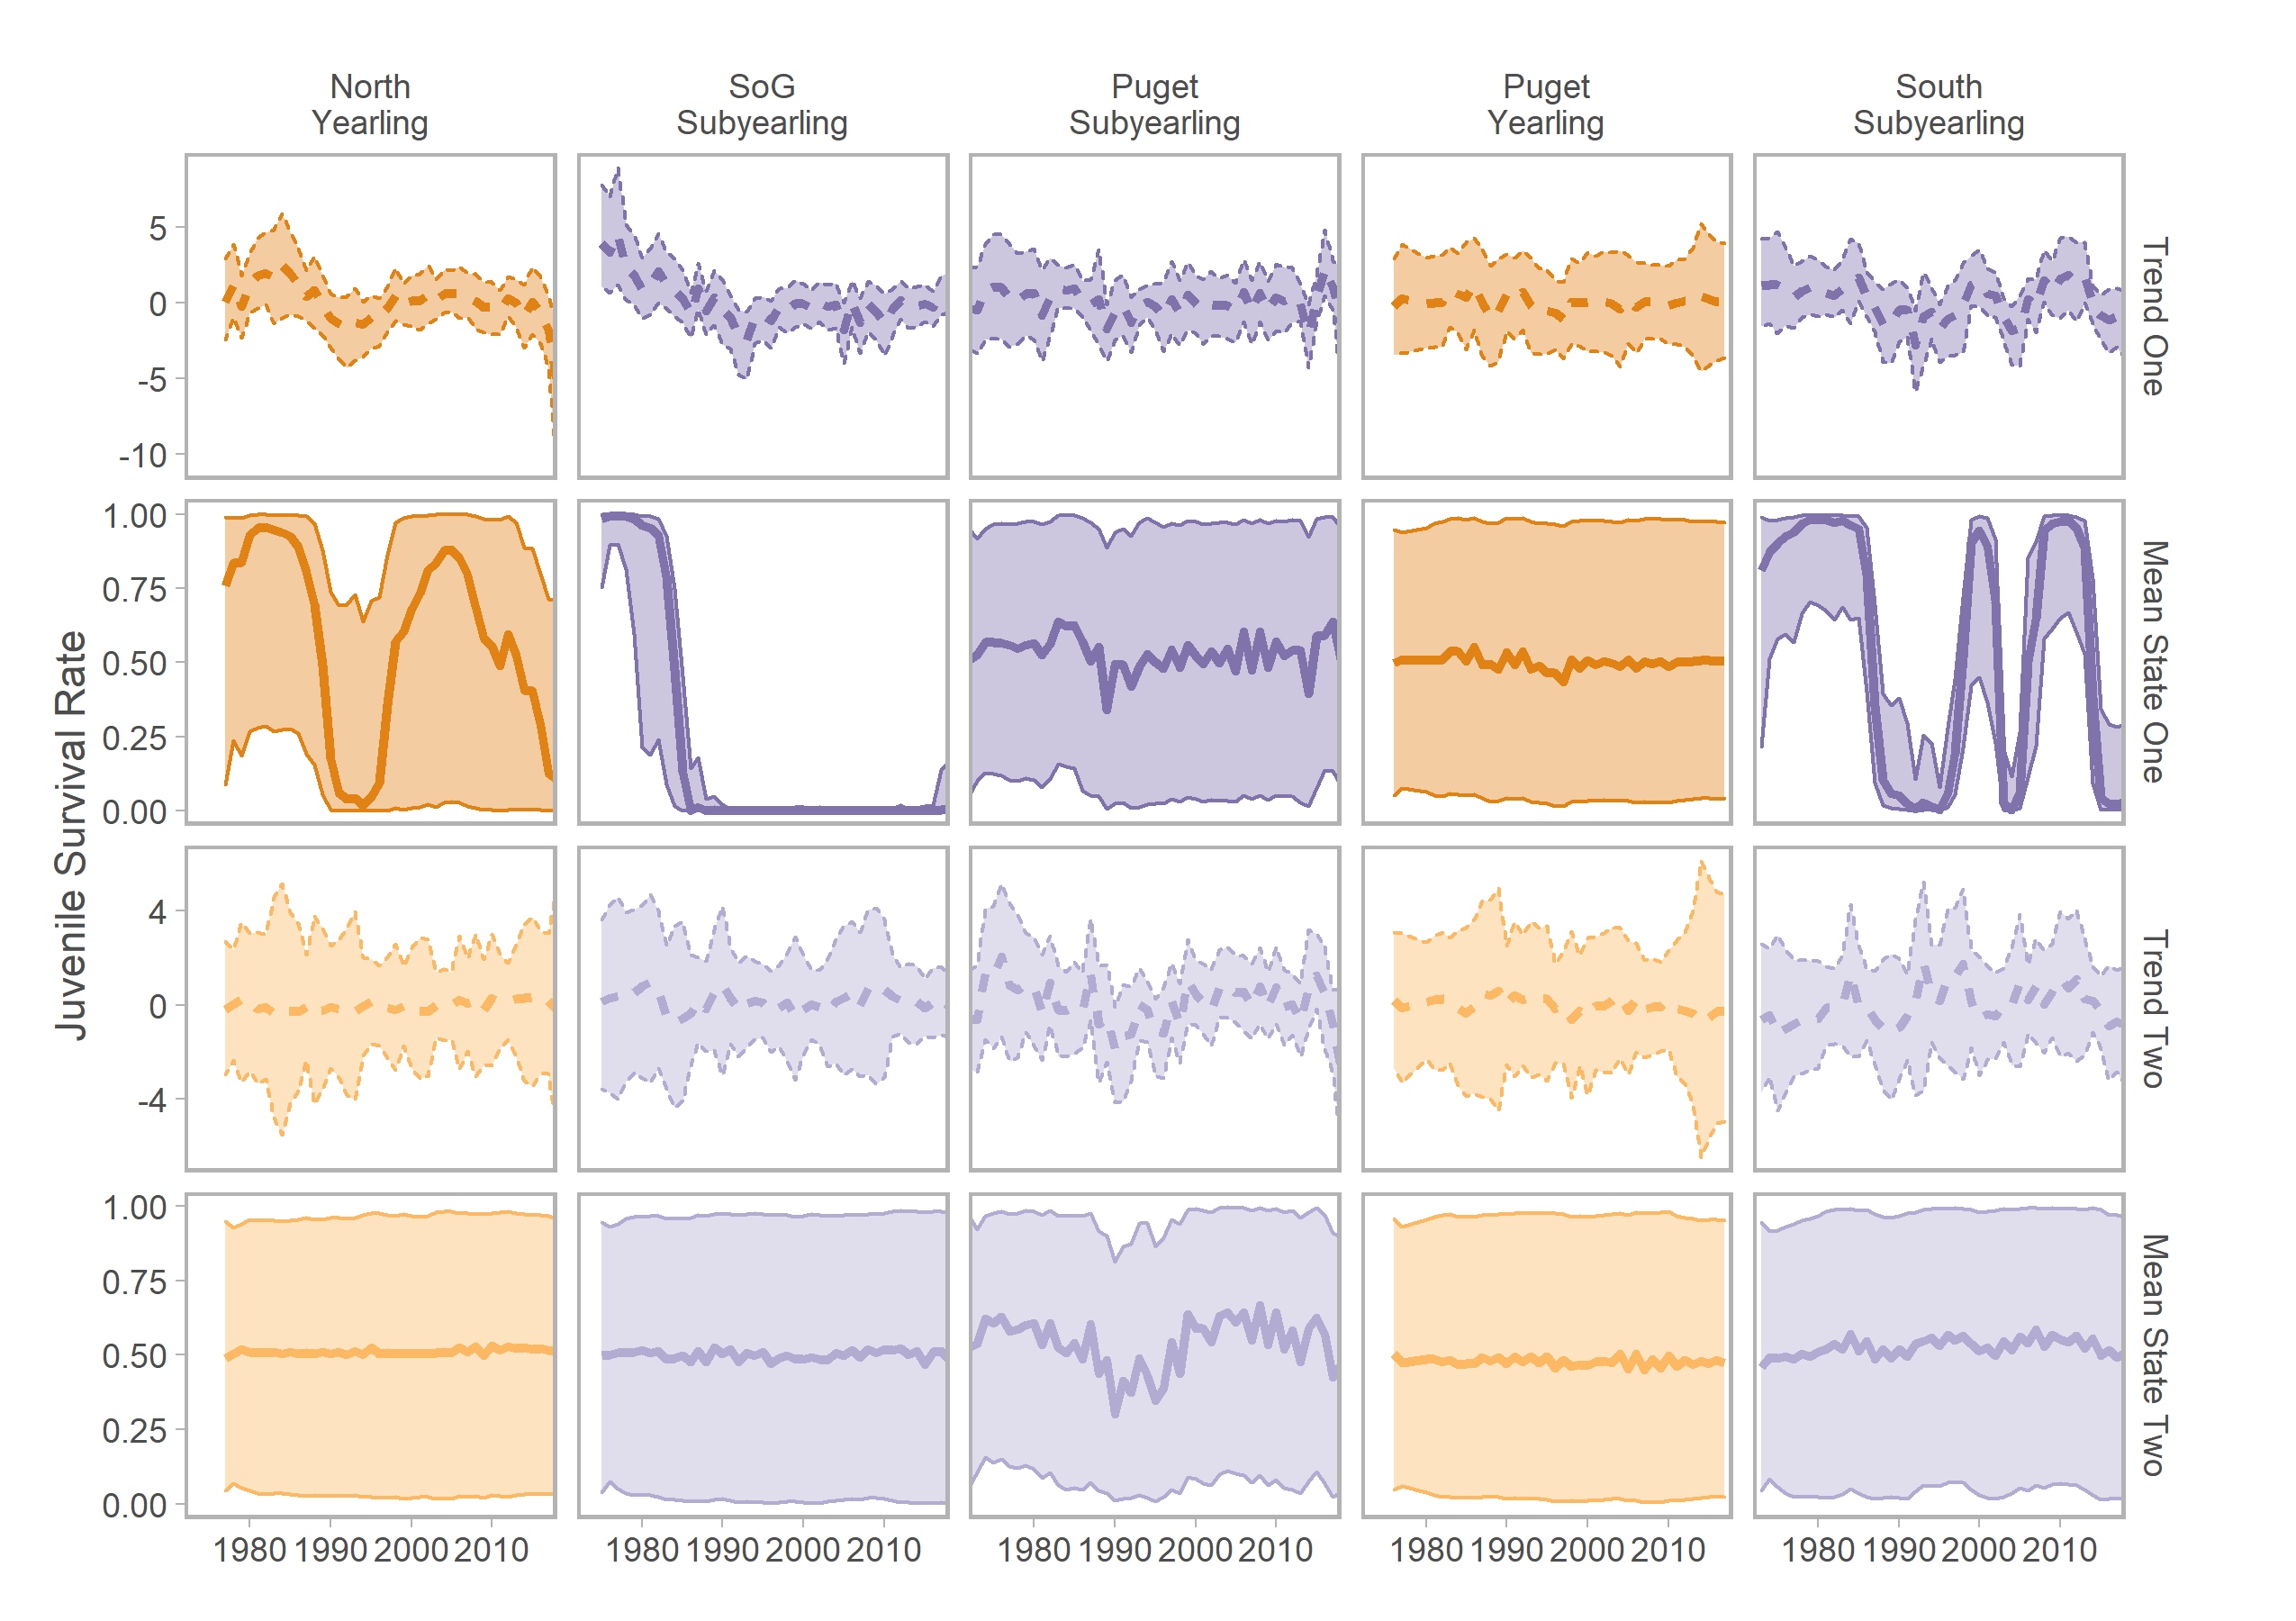 North
Yearling
SoG
Subyearling
Puget
Subyearling
Puget
Yearling
South
Subyearling
Juvenile Survival Rate
5
0
-5
-10
Trend One
1.00
0.75
0.50
0.25
0.00
Mean State One
4
0
-4
Trend Two
1.00
0.75
0.50
0.25
0.00
Mean State Two
1980 1990 2000 2010
1980 1990 2000 2010
1980 1990 2000 2010
1980 1990 2000 2010
1980 1990 2000 2010